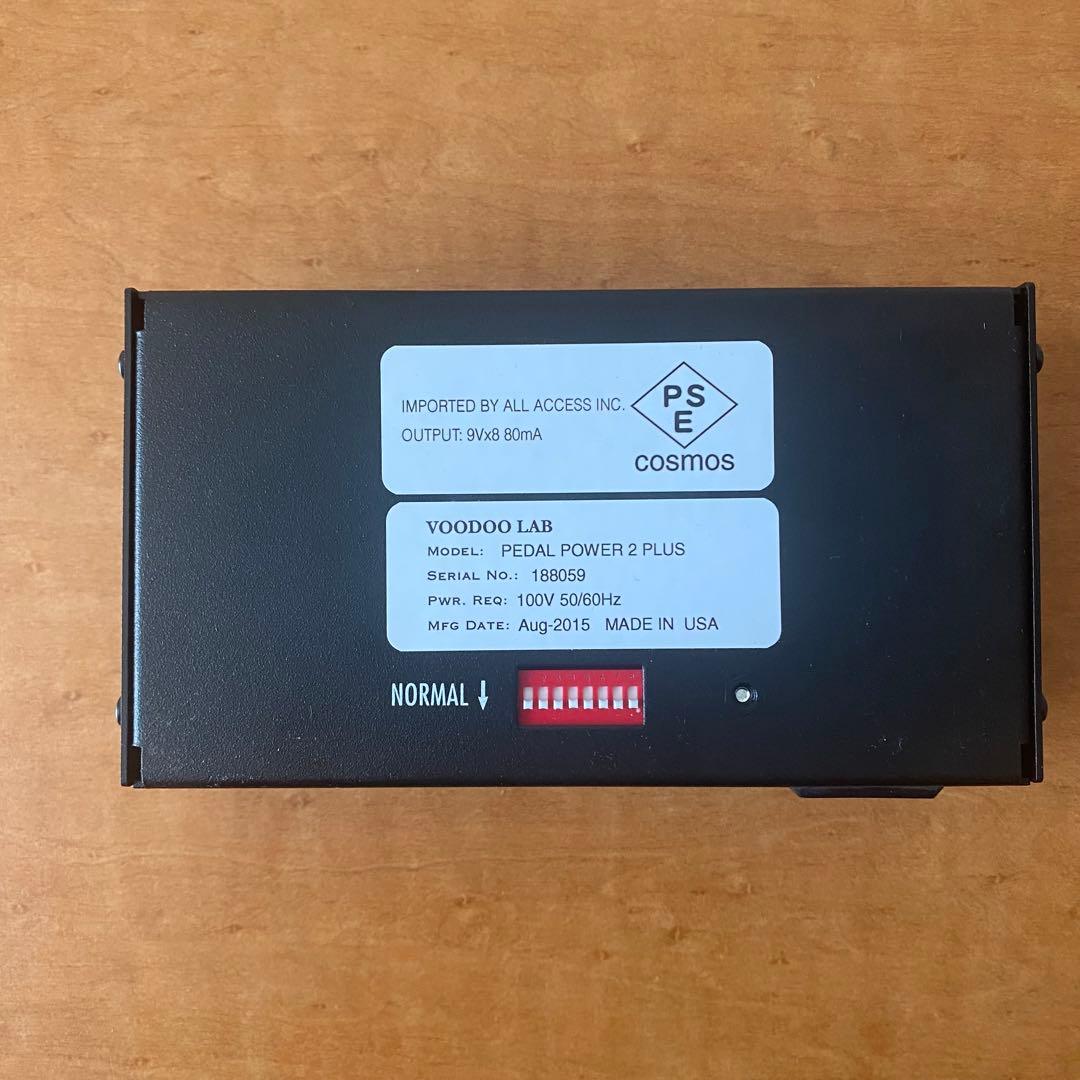 IMPORTED BY ALL ACCESS INC.
OUTPUT: 9Vx8 80mA
PS
E
cosmos
VOODOO LAB
MODEL: PEDAL POWER 2 PLUS
SERIAL NO.: 188059
PWR. REQ: 100V 50/60Hz
MFG DATE: Aug-2015 MADE IN USA
NORMAL ↓